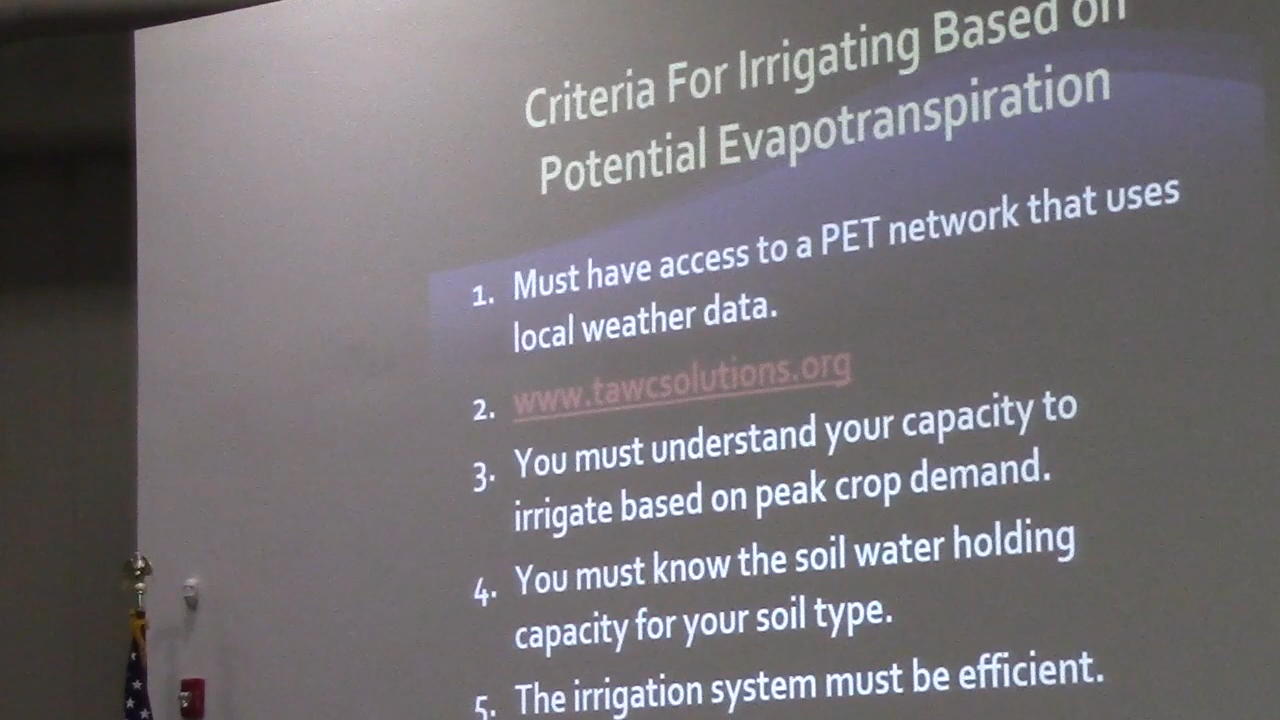 Criteria For Irrigating Based on
Potential Evapotranspiration
1. Must have access to a PET network that uses
local weather data.
2. www.tawcsolutions.org
3. You must understand your capacity to
irrigate based on peak crop demand.
4. You must know the soil water holding
capacity for your soil type.
5. The irrigation system must be efficient.